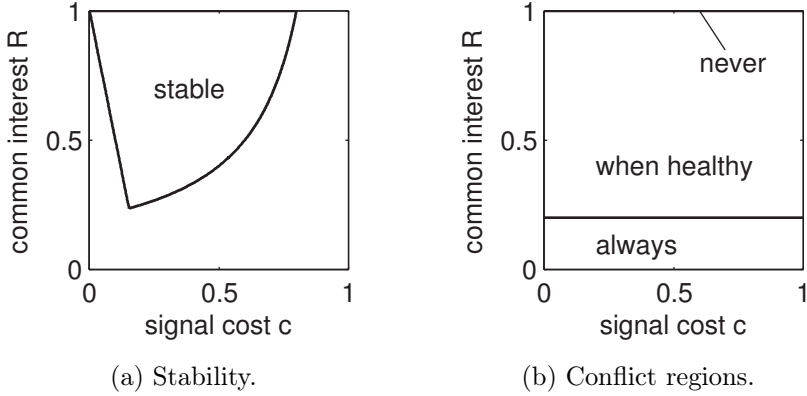 1
0.5
0
common interest R
stable
0
0.5
1
signal cost c
(a) Stability.
1
0.5
0
common interest R
never
when healthy
always
0
0.5
1
signal cost c
(b) Conflict regions.